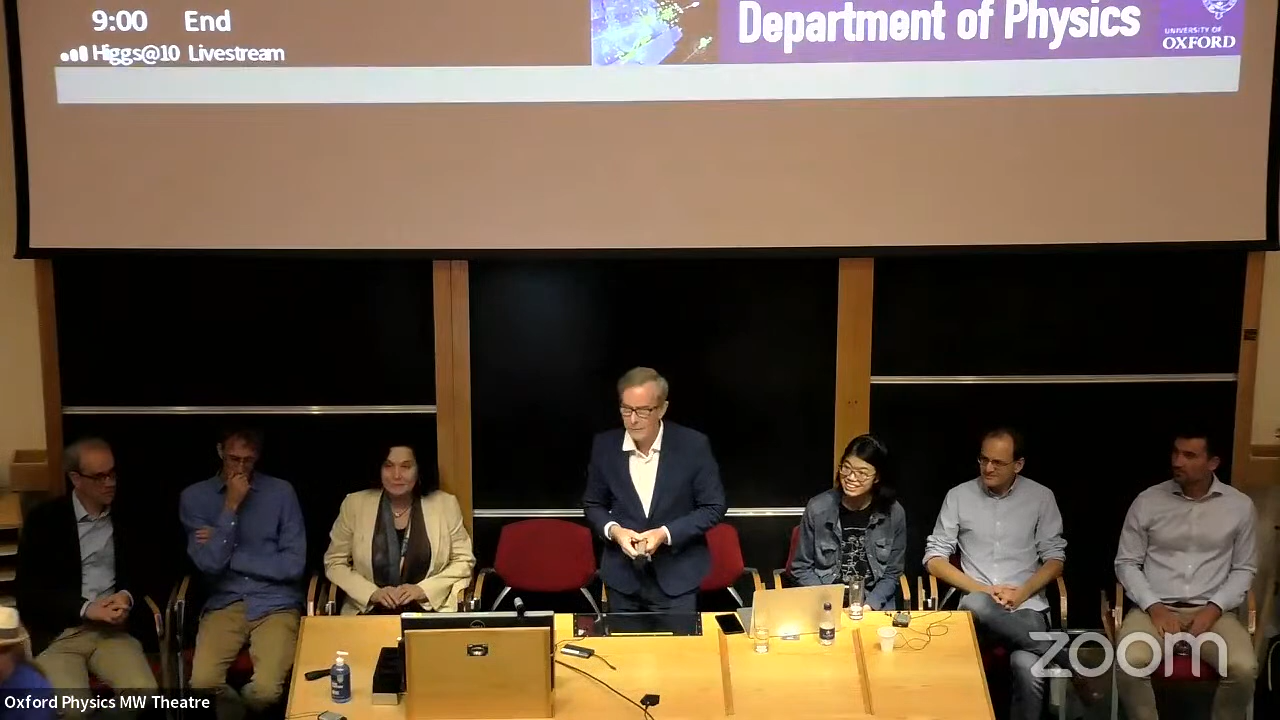 9:00 End
Higgs@10 Livestream
Department of Physics
UNIVERSITY OF
OXFORD
zoom
Oxford Physics MW Theatre